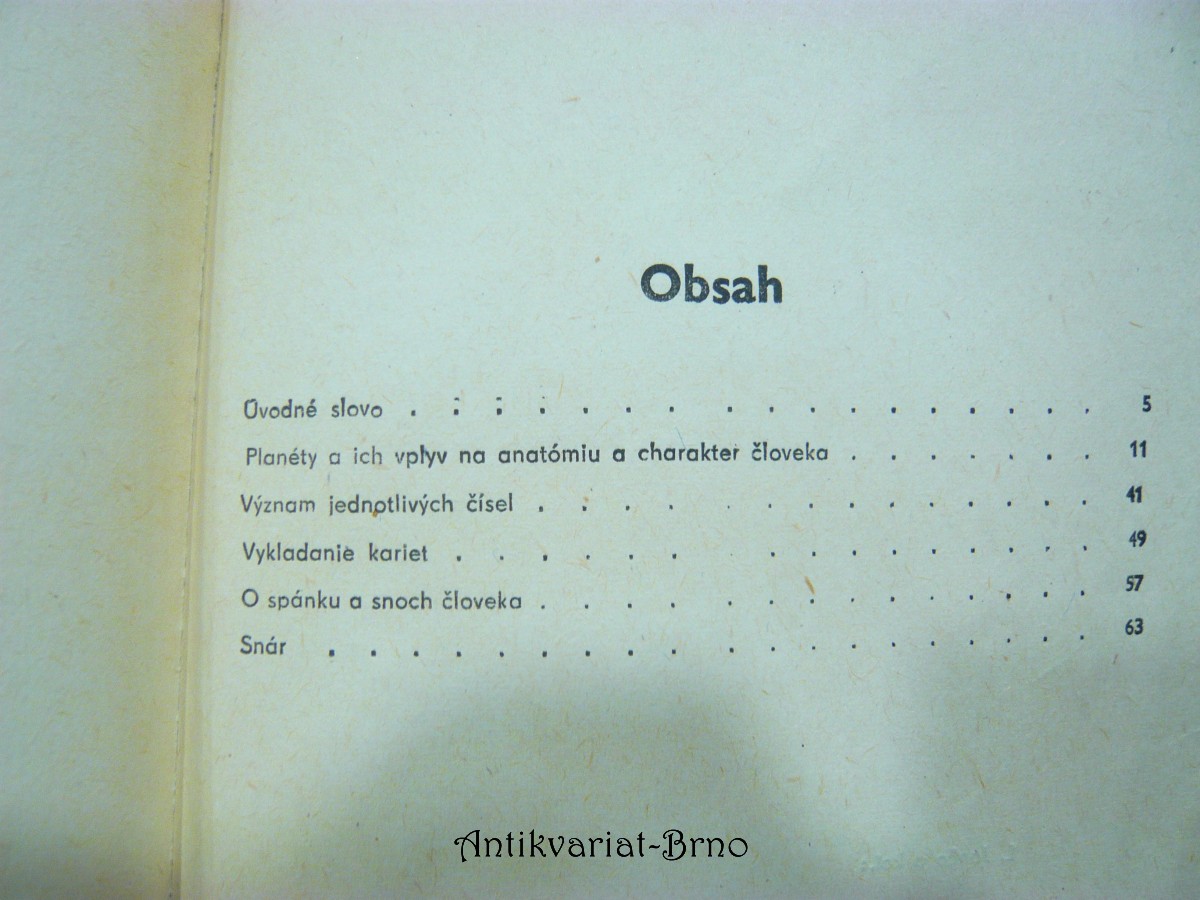 Obsah
Úvodné slovo . . . . . . . . . . . . . . . . 5
Planéty a ich vplyv na anatómiu a charakter človeka . . . . . . 11
Význam jednotlivých čísel . . . . . . . . . . . . . 41
Vykladanie kariet . . . . . . . . . . . . . . 49
O spánku a snoch človeka . . . . . . . . . . . . . 57
Snár . . . . . . . . . . . . . . . . . . 63
Antikvariat-Brno